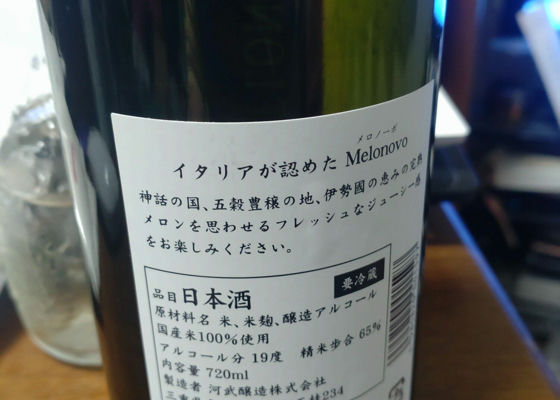 メロノーボ
イタリアが認めた Melonovo
神話の国、五穀豊穣の地、伊勢國の恵みの完熟
メロンを思わせるフレッシュなジューシー感
をお楽しみください。
要冷蔵
品目 日本酒
原材料名 米、米麹、醸造アルコール
国産米100%使用
アルコール分 19度 精米歩合 65%
内容量 720ml
製造者 河武醸造株式会社
三重県 234